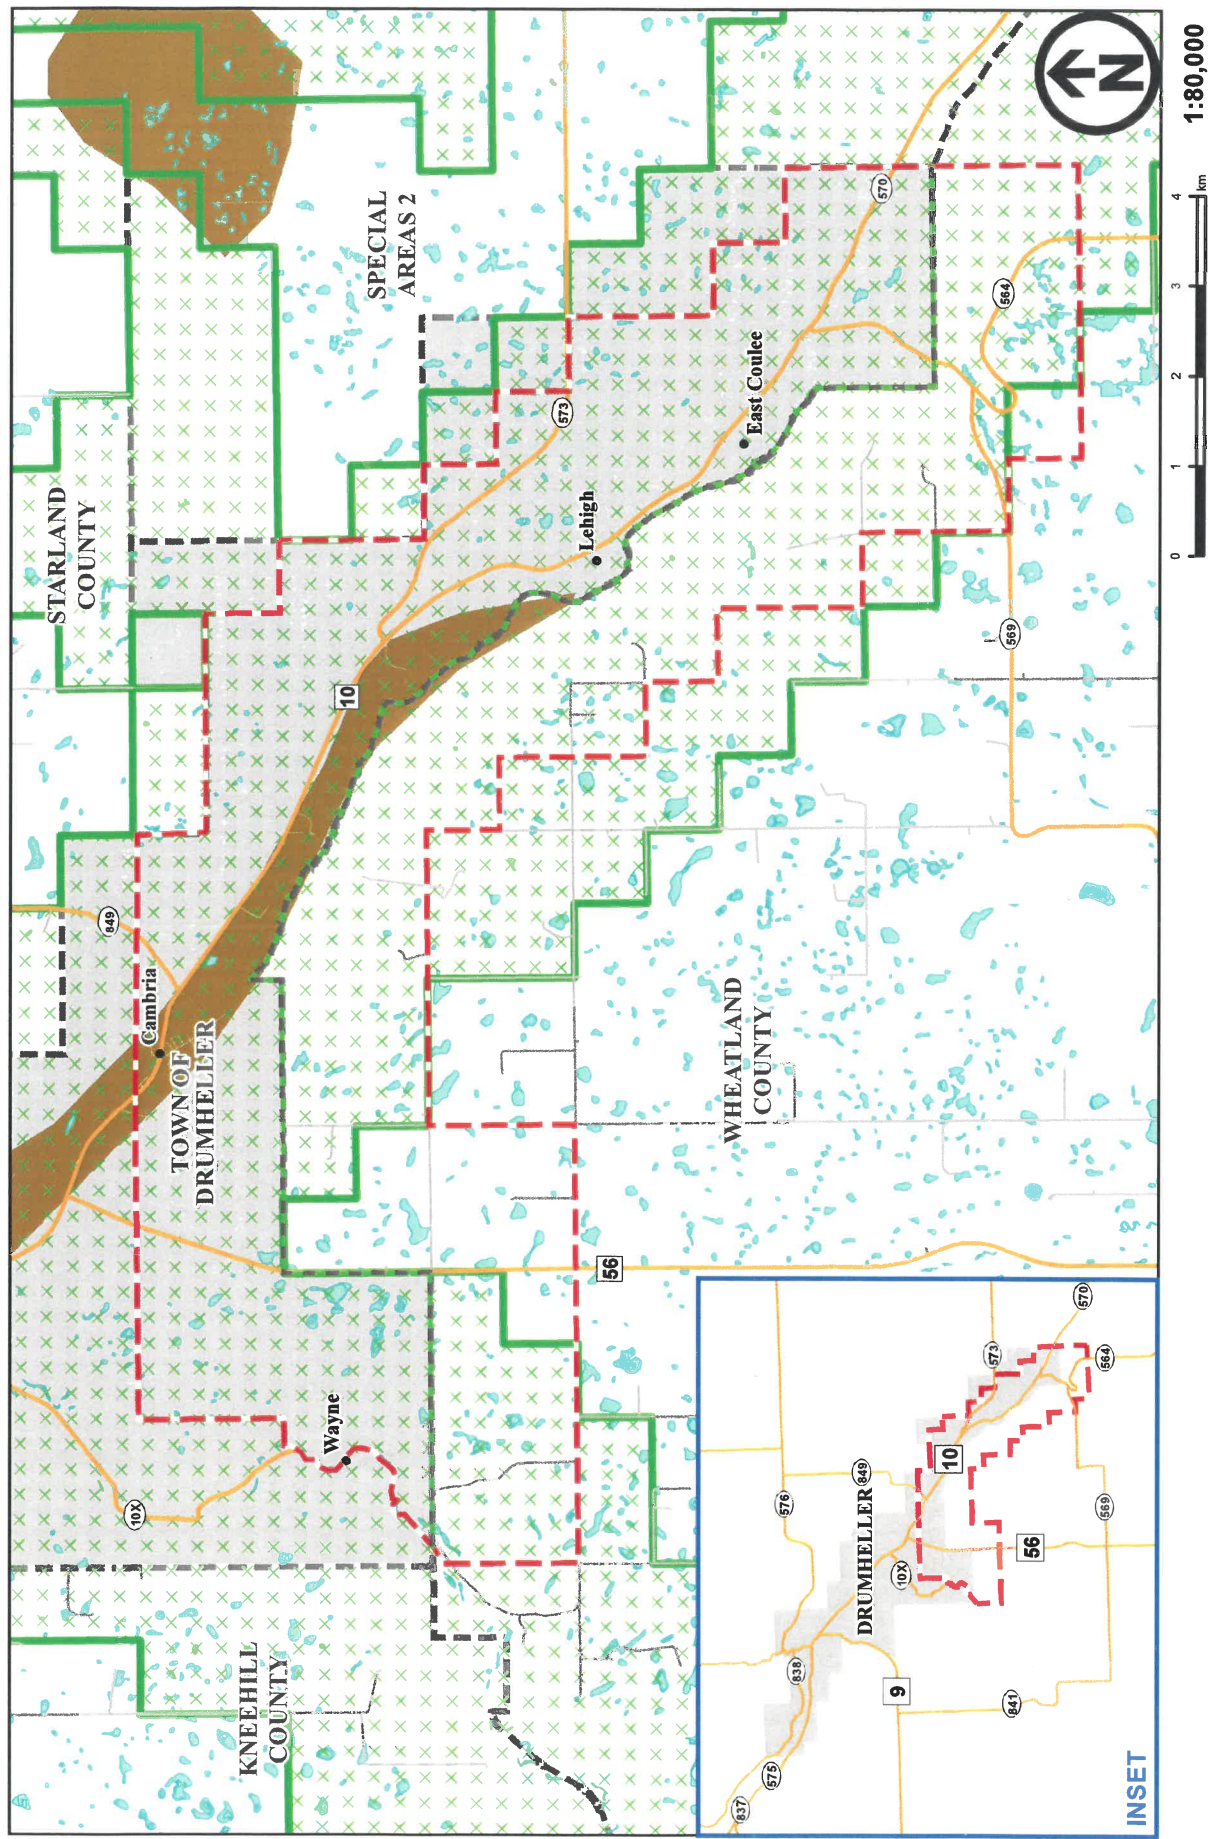 STARLAND
COUNTY
SPECIAL
AREAS 2
849
Cambria
TOWN OF
DRUMHELLER
10
573
570
564
Lehigh
East Coulee
569
10X
Wayne
56
WHEATLAND
COUNTY
KNEEHILL
COUNTY
N
1:80,000
0 1 2 3 4
km
INSET
837
575
838
9
841
DRUMHELLER
576
849
10X
10
56
569
573
570
564